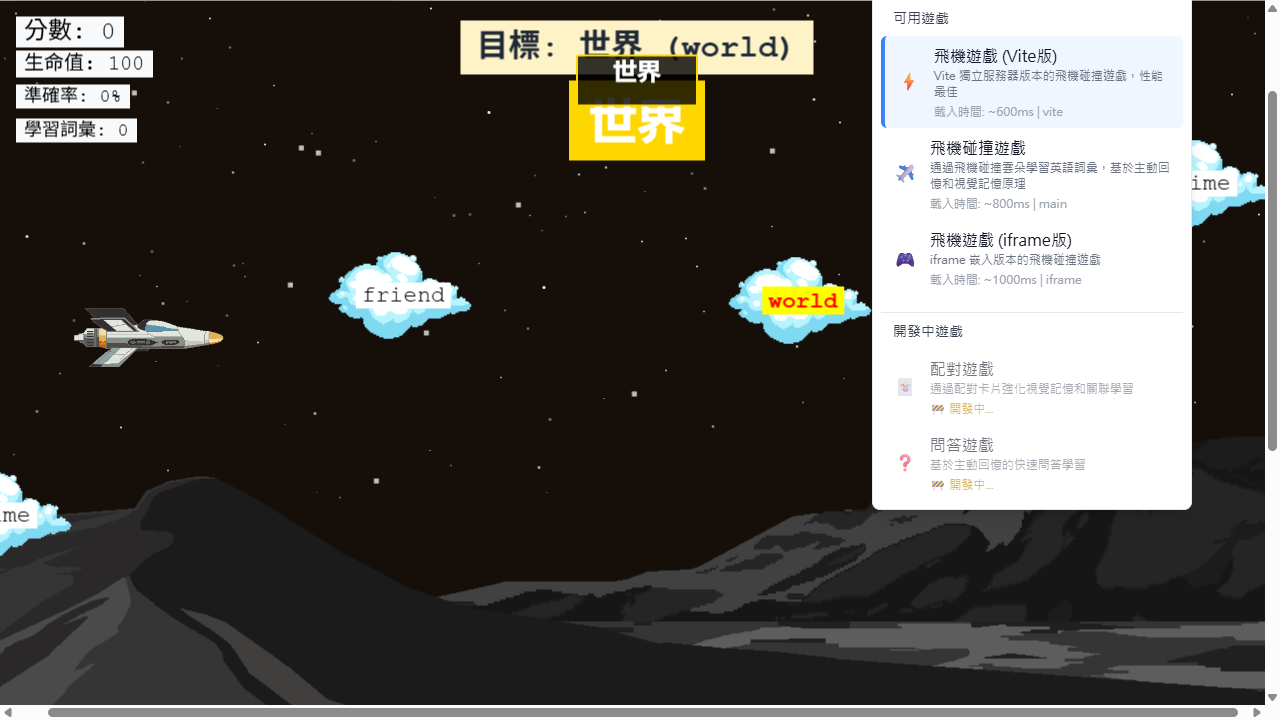 分數: 0
生命值: 100
準確率: 0%
學習詞彙: 0
目標: 世界 (world)
世界
世界
friend
world
ime
me
可用遊戲
飛機遊戲 (Vite版)
Vite 獨立服務器版本的飛機碰撞遊戲，性能
最佳
載入時間: ~600ms | vite
飛機碰撞遊戲
通過飛機碰撞雲朵學習英語詞彙，基於主動回
憶和視覺記憶原理
載入時間: ~800ms | main
飛機遊戲 (iframe版)
iframe 嵌入版本的飛機碰撞遊戲
載入時間: ~1000ms | iframe
開發中遊戲
配對遊戲
通過配對卡片強化視覺記憶和關聯學習
開發中...
問答遊戲
基於主動回憶的快速問答學習
開發中...